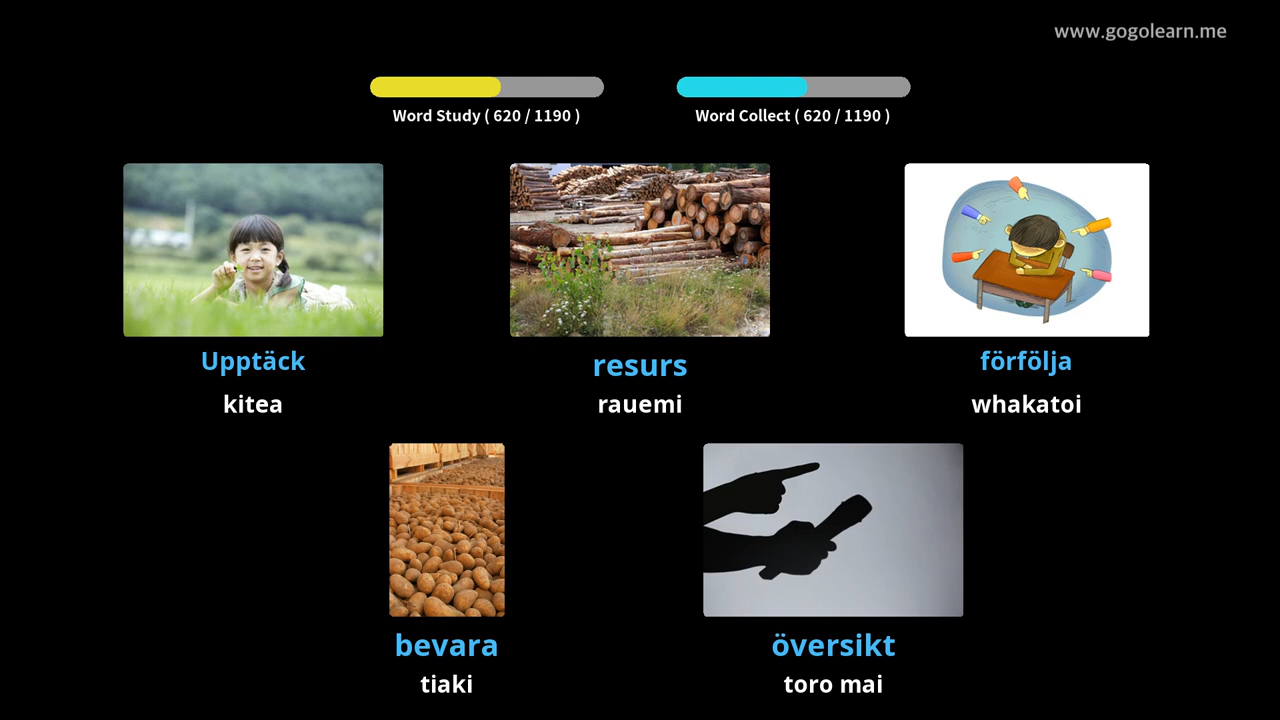 www.gogolearn.me
Word Study ( 620 / 1190 )
Word Collect ( 620 / 1190 )
Upptäck
kitea
resurs
rauemi
förfölja
whakatoi
bevara
tiaki
översikt
toro mai